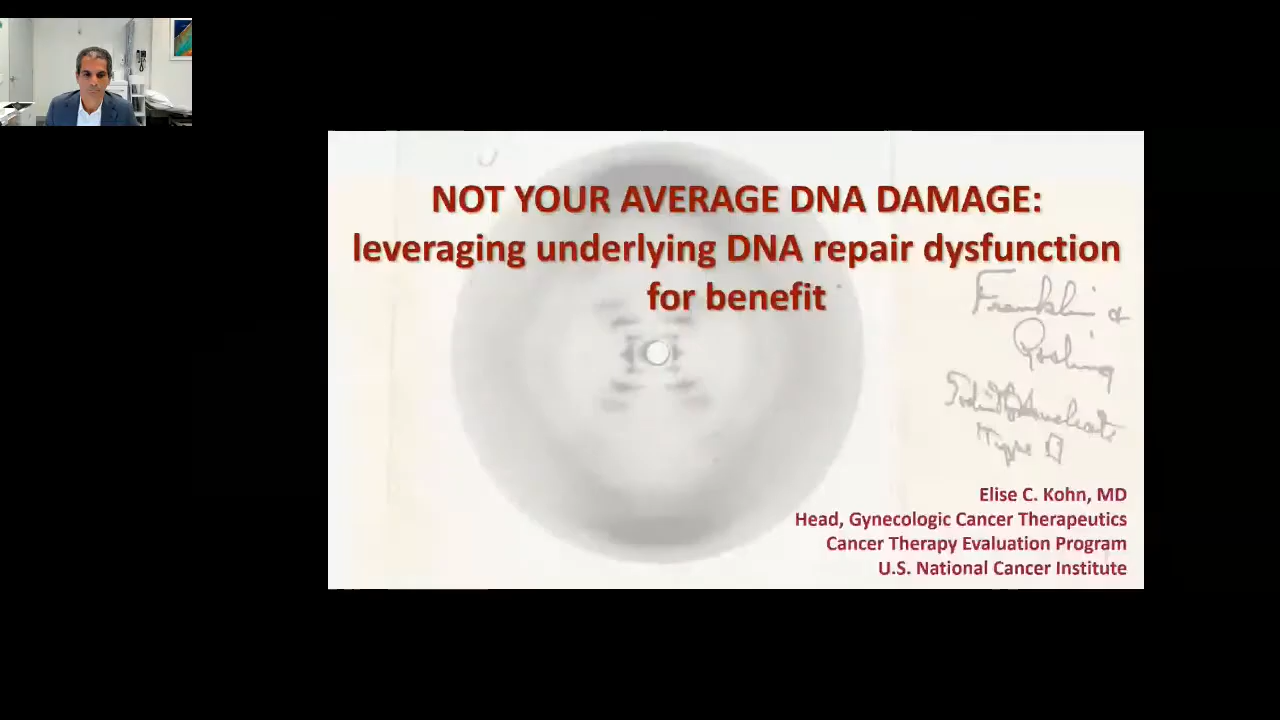 NOT YOUR AVERAGE DNA DAMAGE:
leveraging underlying DNA repair dysfunction
for benefit
Franklin &
Gosling
Type B
Elise C. Kohn, MD
Head, Gynecologic Cancer Therapeutics
Cancer Therapy Evaluation Program
U.S. National Cancer Institute